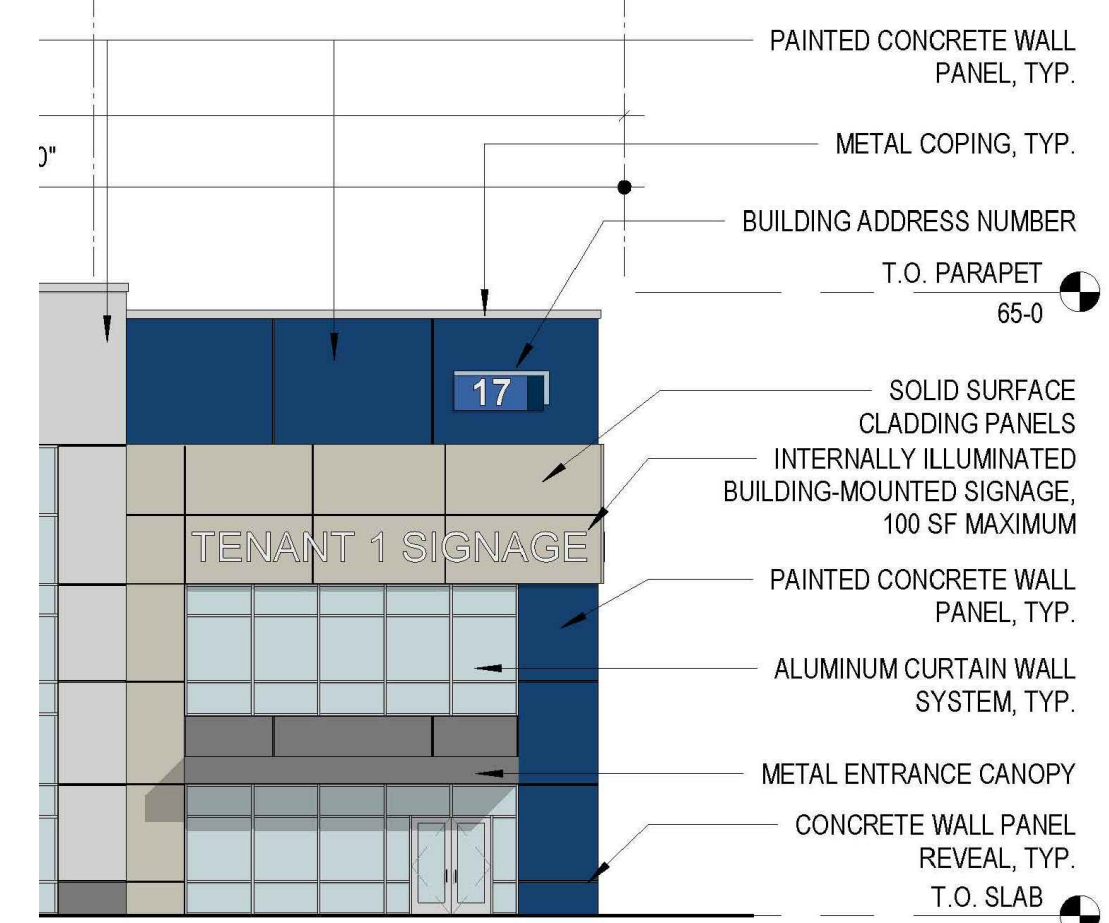 PAINTED CONCRETE WALL
PANEL, TYP.
0"
METAL COPING, TYP.
BUILDING ADDRESS NUMBER
T.O. PARAPET
65-0
17
SOLID SURFACE
CLADDING PANELS
INTERNALLY ILLUMINATED
BUILDING-MOUNTED SIGNAGE,
100 SF MAXIMUM
TENANT 1 SIGNAGE
PAINTED CONCRETE WALL
PANEL, TYP.
ALUMINUM CURTAIN WALL
SYSTEM, TYP.
METAL ENTRANCE CANOPY
CONCRETE WALL PANEL
REVEAL, TYP.
T.O. SLAB